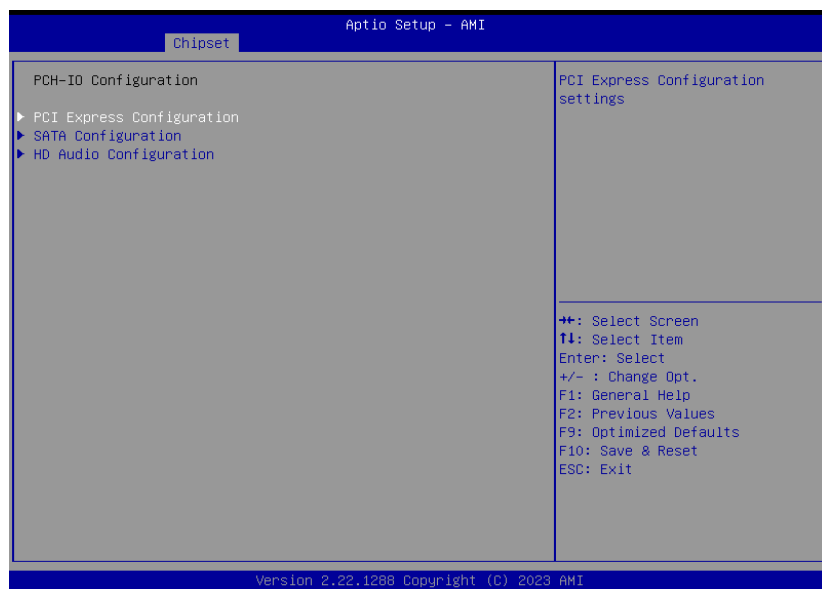 Aptio Setup – AMI
Chipset
PCH-IO Configuration
PCI Express Configuration
SATA Configuration
HD Audio Configuration
PCI Express Configuration
settings
→←: Select Screen
↑↓: Select Item
Enter: Select
+/- : Change Opt.
F1: General Help
F2: Previous Values
F9: Optimized Defaults
F10: Save & Reset
ESC: Exit
Version 2.22.1288 Copyright (C) 2023 AMI